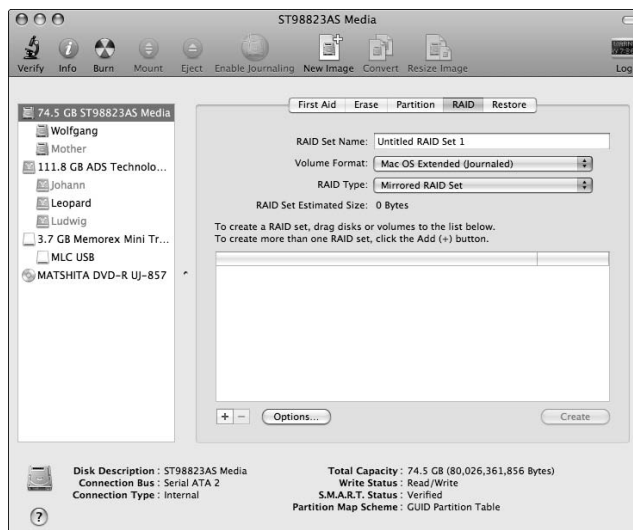 ST98823AS Media
Verify Info Burn Mount Eject Enable Journaling New Image Convert Resize Image Log
First Aid Erase Partition RAID Restore
74.5 GB ST98823AS Media
Wolfgang
Mother
111.8 GB ADS Technolo...
Johann
Leopard
Ludwig
3.7 GB Memorex Mini Tr...
MLC USB
MATSHITA DVD-R UJ-857
RAID Set Name: Untitled RAID Set 1
Volume Format: Mac OS Extended (Journaled)
RAID Type: Mirrored RAID Set
RAID Set Estimated Size: 0 Bytes
To create a RAID set, drag disks or volumes to the list below.
To create more than one RAID set, click the Add (+) button.
+ − Options... Create
Disk Description : ST98823AS Media
Connection Bus : Serial ATA 2
Connection Type : Internal
Total Capacity : 74.5 GB (80,026,361,856 Bytes)
Write Status : Read/Write
S.M.A.R.T. Status : Verified
Partition Map Scheme : GUID Partition Table
?